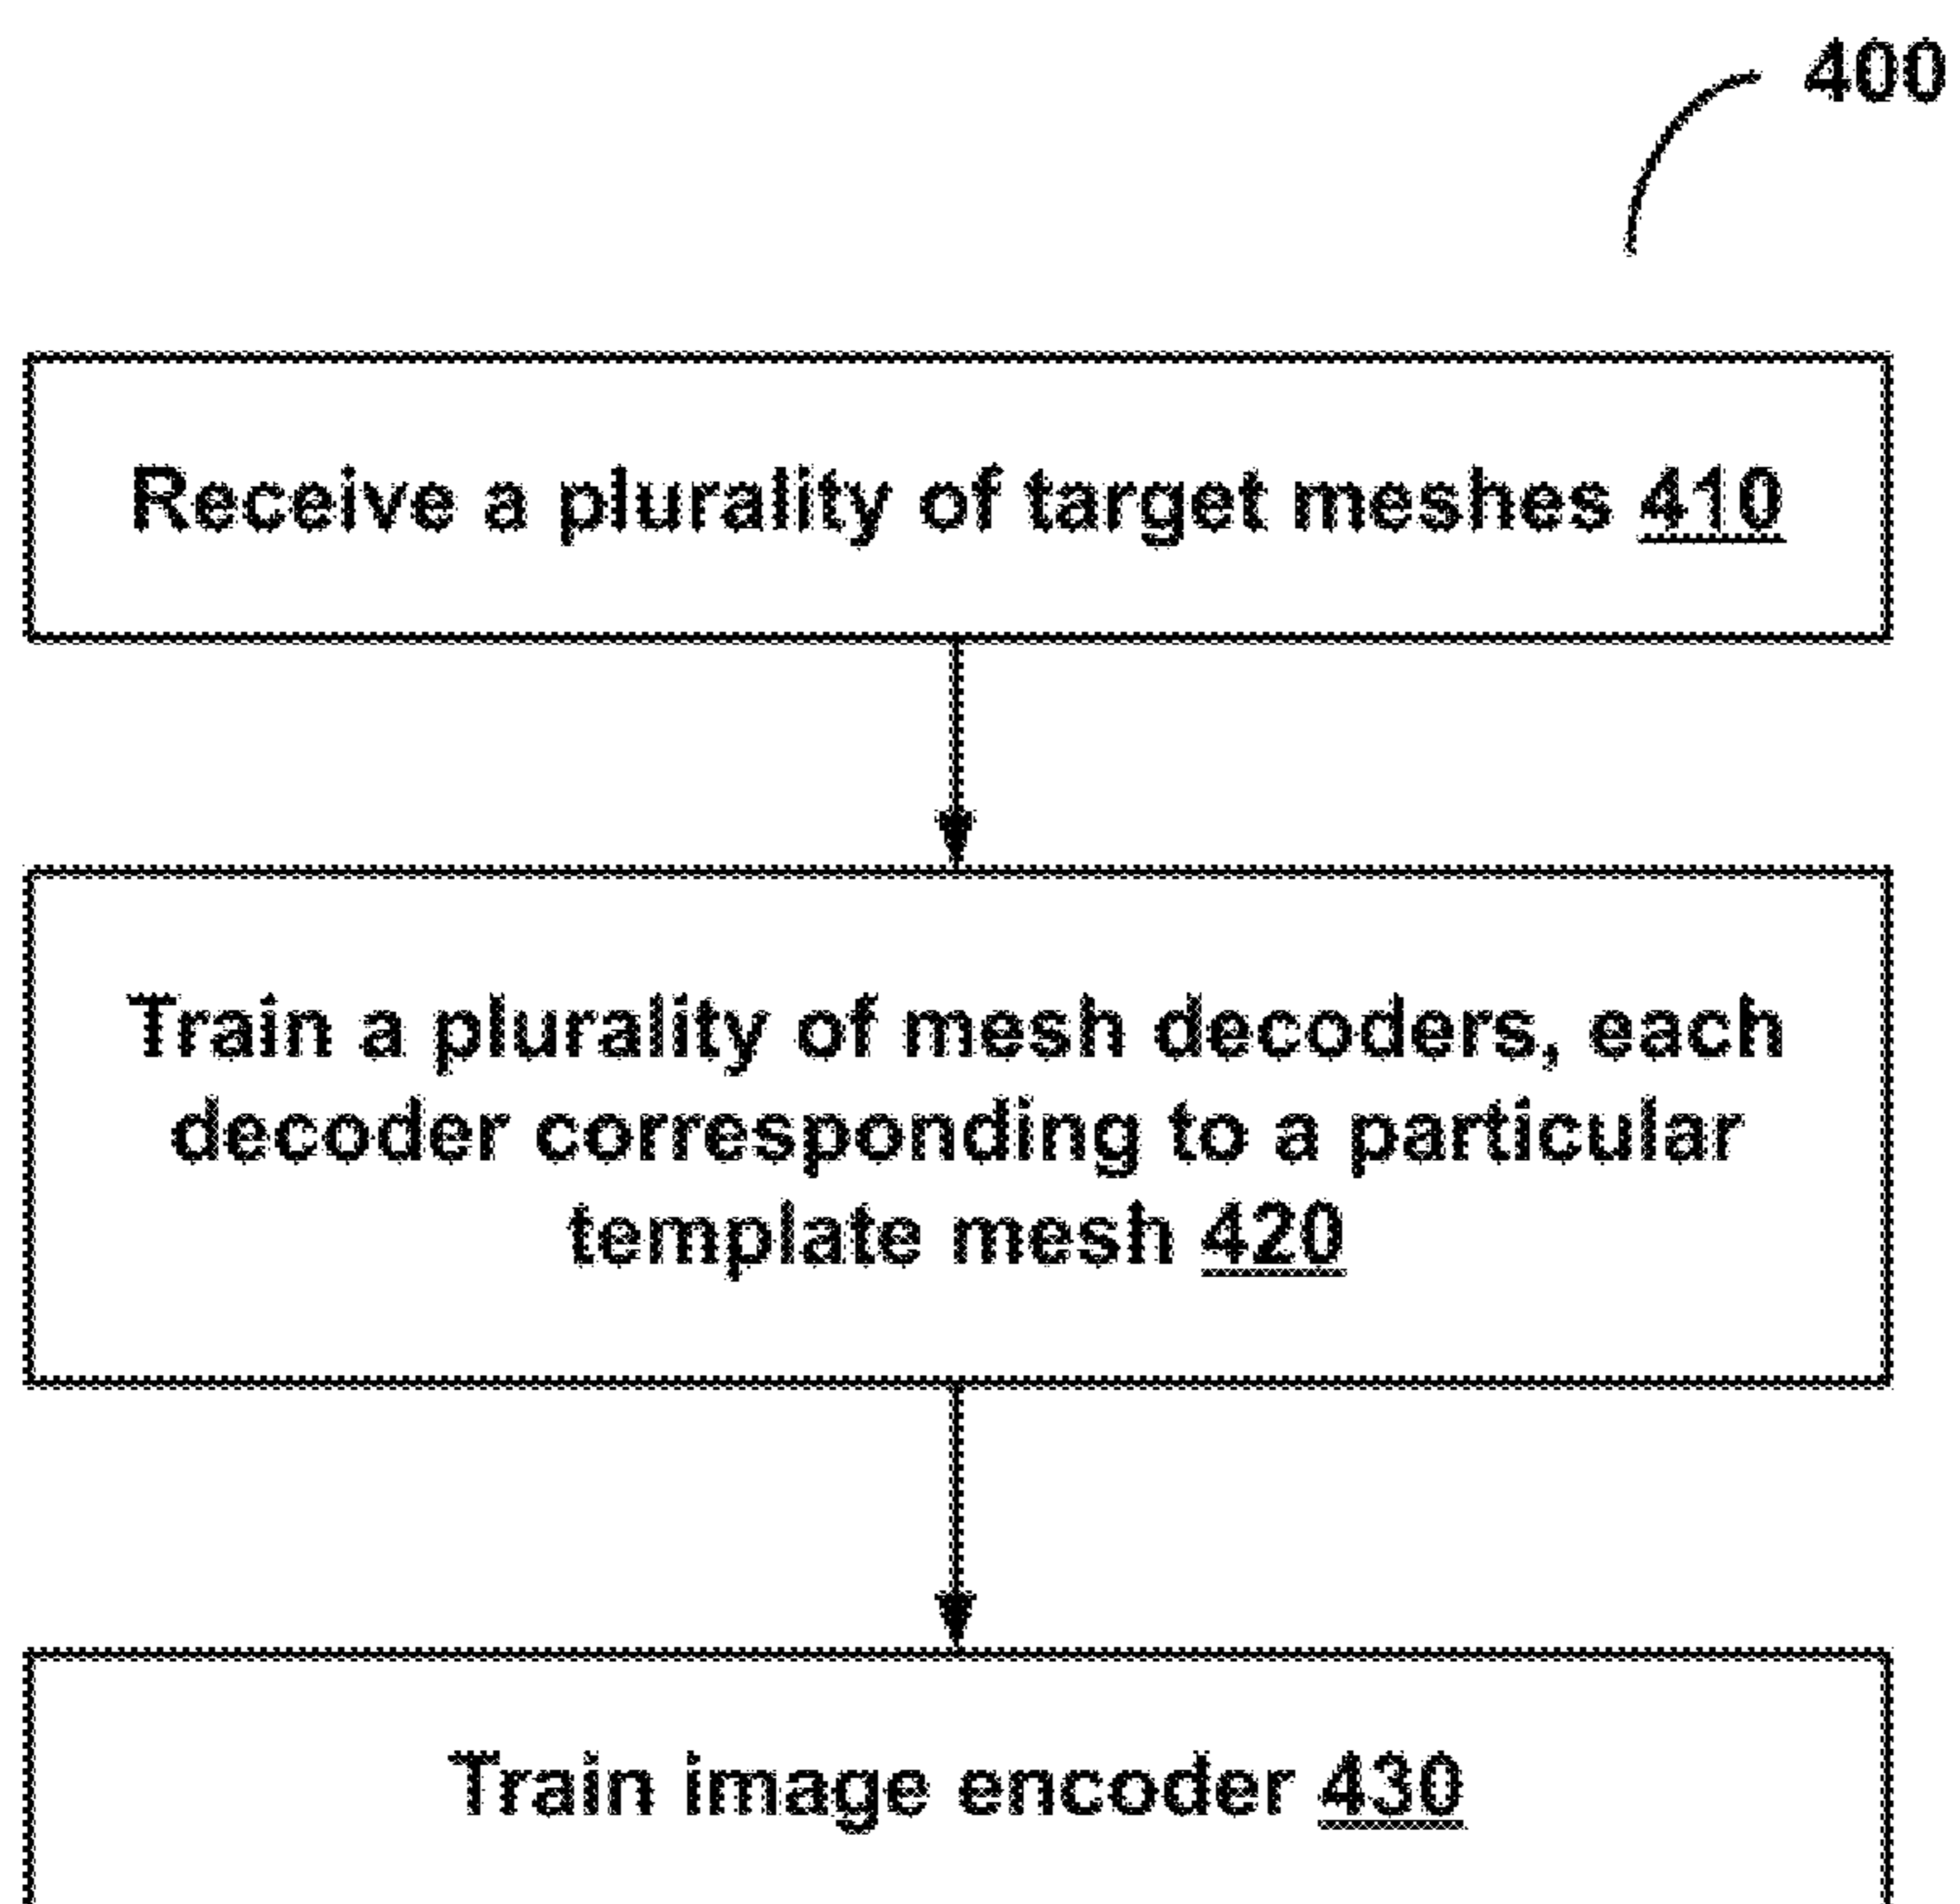 400
Receive a plurality of target meshes 410
Train a plurality of mesh decoders, each
decoder corresponding to a particular
template mesh 420
Train image encoder 430